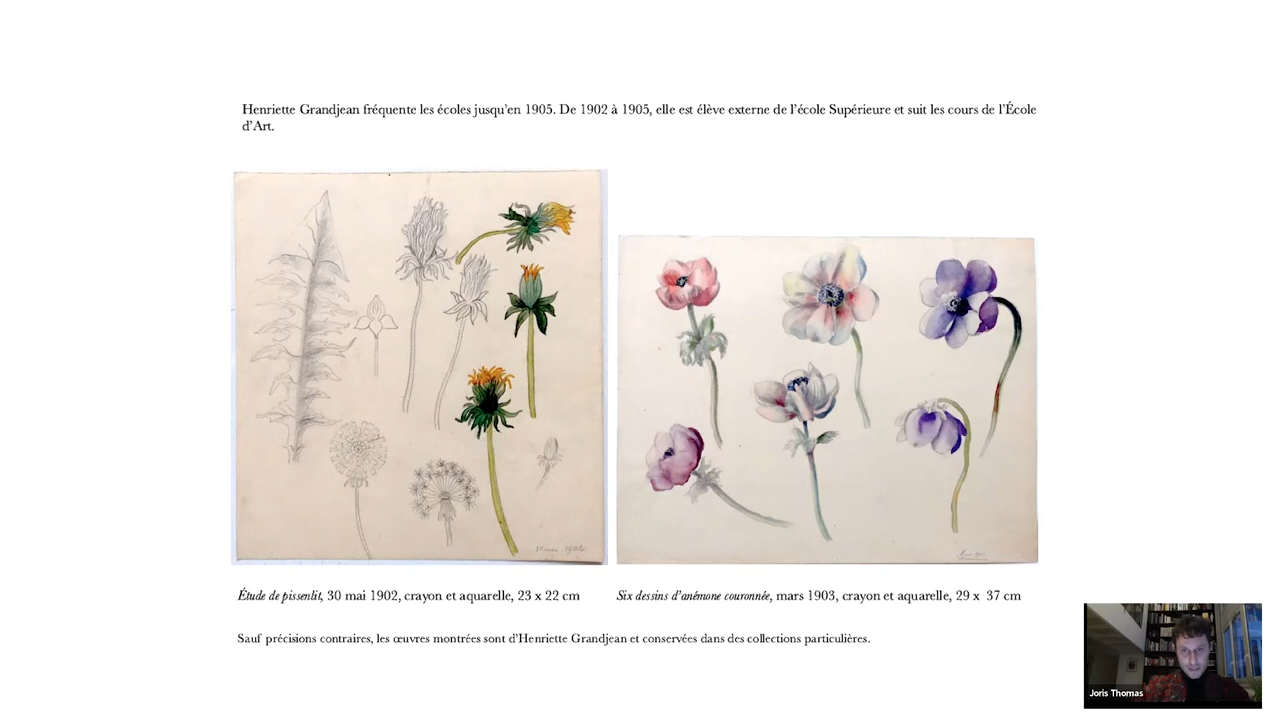 Henriette Grandjean fréquente les écoles jusqu'en 1905. De 1902 à 1905, elle est élève externe de l'école Supérieure et suit les cours de l'École
d'Art.
Étude de pissenlit, 30 mai 1902, crayon et aquarelle, 23 x 22 cm
Six dessins d'anémone couronnée, mars 1903, crayon et aquarelle, 29 x 37 cm
Sauf précisions contraires, les œuvres montrées sont d'Henriette Grandjean et conservées dans des collections particulières.
Joris Thomas